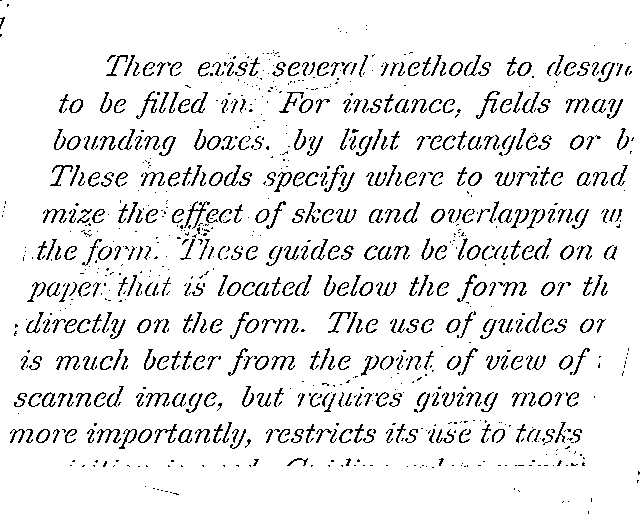 There exist several methods to
to be filled in. For instance, fields may
bounding boxes, by light rectangles or
These methods specify where to write and
mize the effect of skew and overlapping
the form. These guides can be located on a
paper that is located below the form or
directly on the form. The use of guides or
is much better from the point of view of
scanned image, but requires giving more
more importantly, restricts its use to tasks